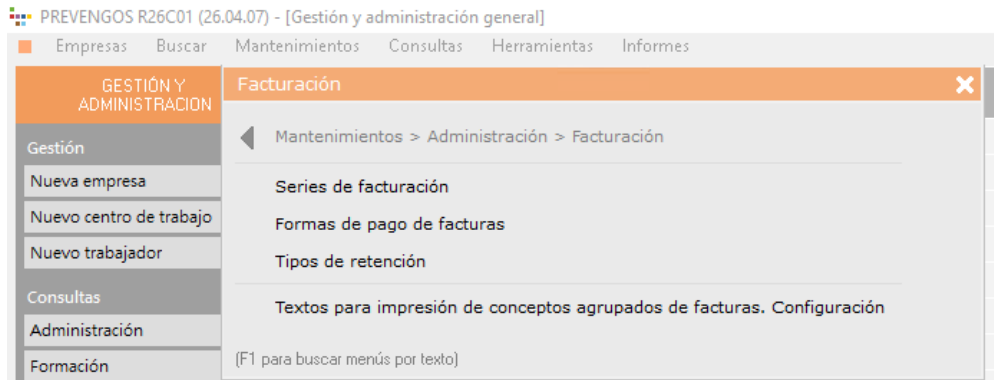 PREVENGOS R26C01 (26.04.07) - [Gestión y administración general]
Empresas Buscar Mantenimientos Consultas Herramientas Informes
GESTIÓN Y
ADMINISTRACION
Gestión
Nueva empresa
Nuevo centro de trabajo
Nuevo trabajador
Consultas
Administración
Formación
Facturación
Mantenimientos > Administración > Facturación
Series de facturación
Formas de pago de facturas
Tipos de retención
Textos para impresión de conceptos agrupados de facturas. Configuración
(F1 para buscar menús por texto)